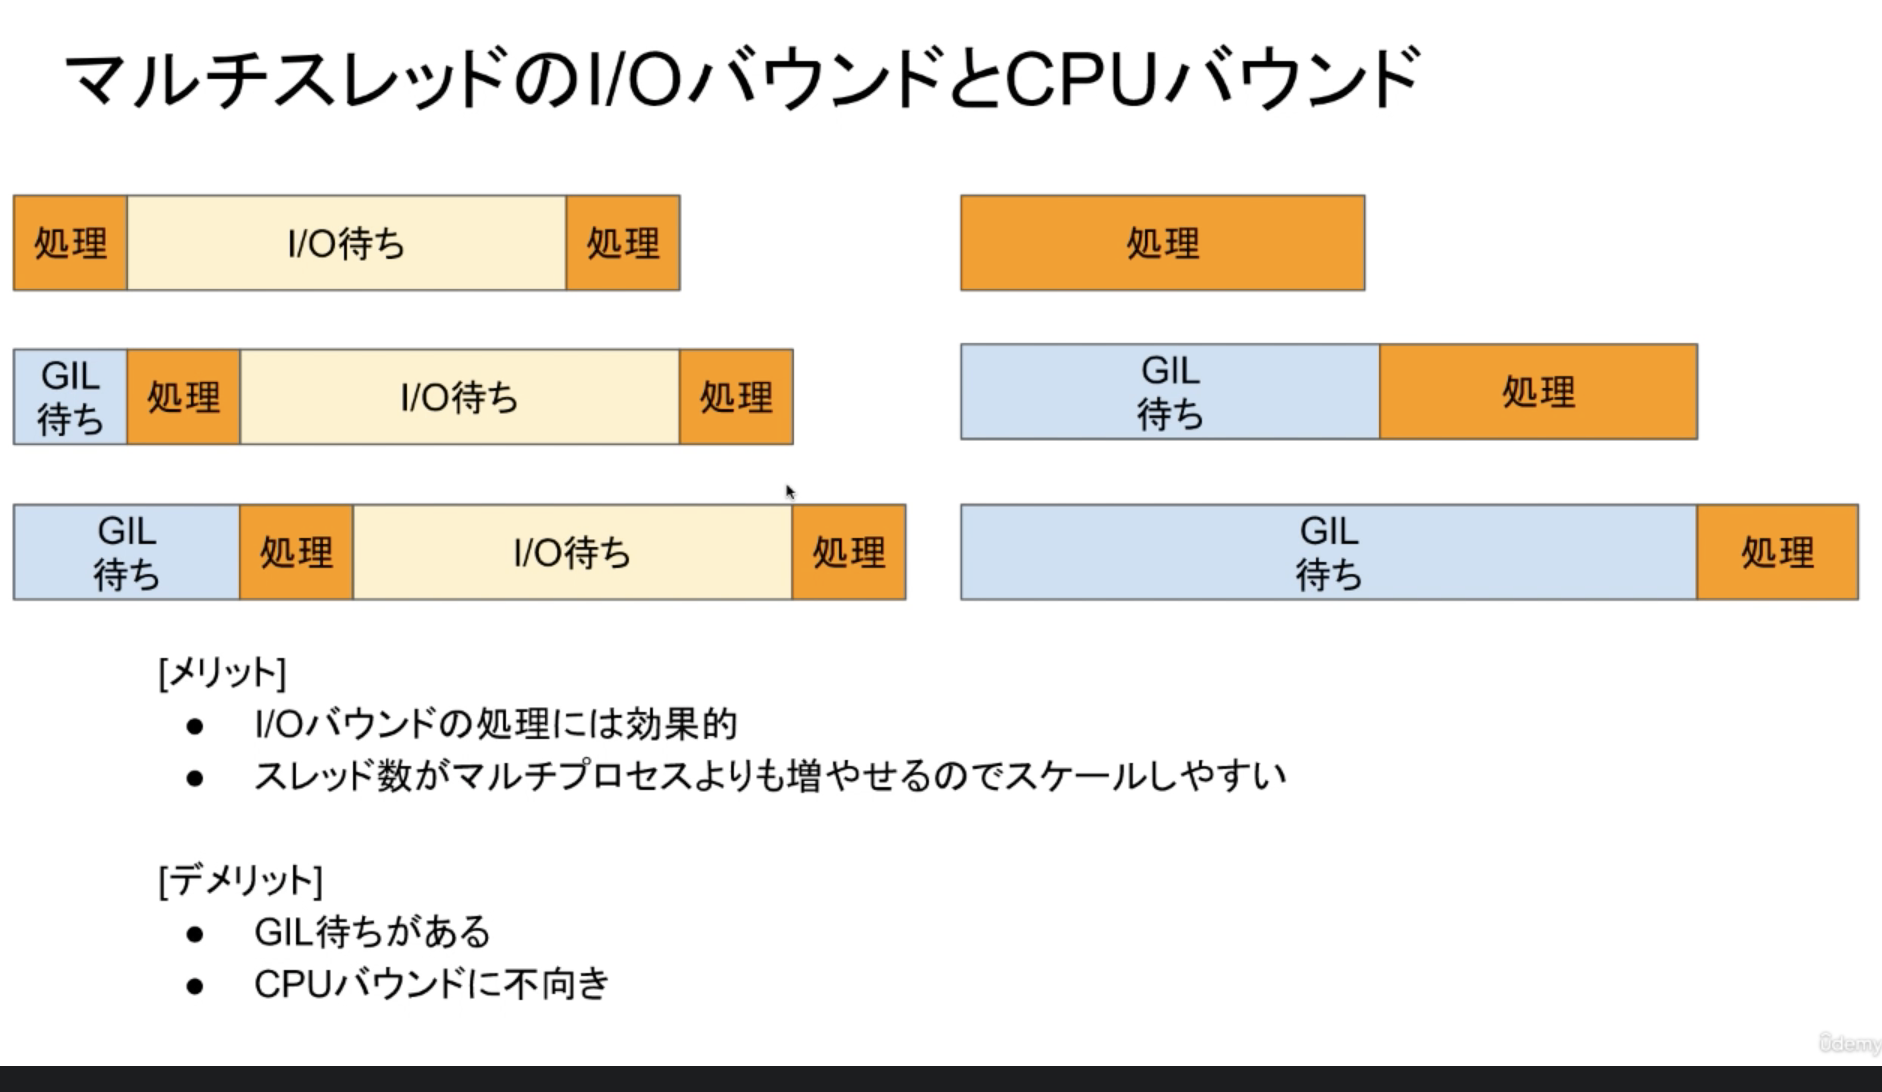 マルチスレッドのI/OバウンドとCPUバウンド
処理 I/O待ち 処理
処理
GIL
待ち
処理 I/O待ち 処理
GIL
待ち
処理
GIL
待ち
処理 I/O待ち 処理
GIL
待ち
処理
[メリット]
● I/Oバウンドの処理には効果的
● スレッド数がマルチプロセスよりも増やせるのでスケールしやすい
[デメリット]
● GIL待ちがある
● CPUバウンドに不向き
ûdemy